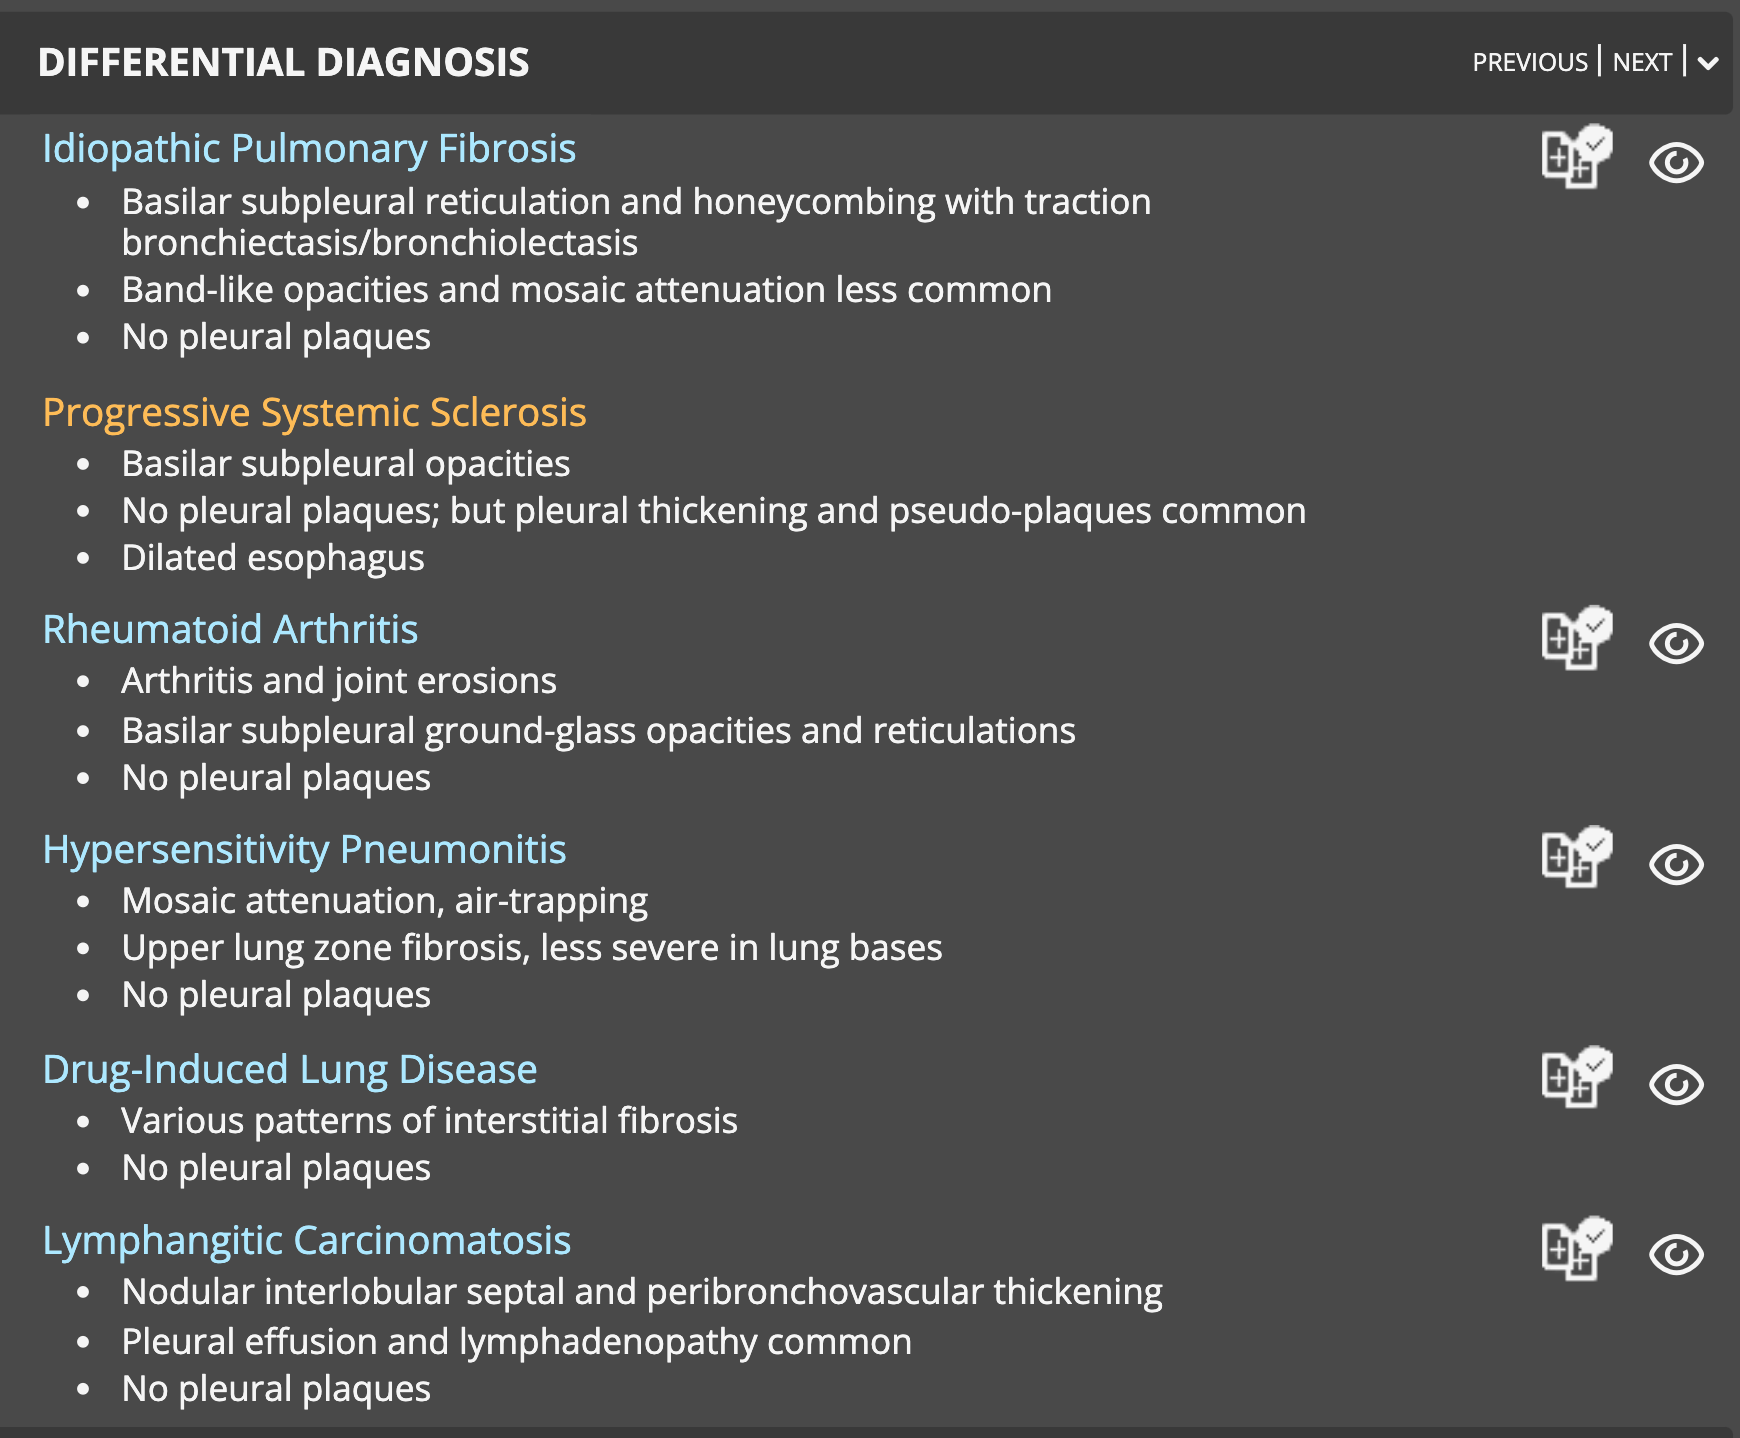 DIFFERENTIAL DIAGNOSIS
PREVIOUS | NEXT |
Idiopathic Pulmonary Fibrosis
• Basilar subpleural reticulation and honeycombing with traction
bronchiectasis/bronchiolectasis
• Band-like opacities and mosaic attenuation less common
• No pleural plaques
Progressive Systemic Sclerosis
• Basilar subpleural opacities
• No pleural plaques; but pleural thickening and pseudo-plaques common
• Dilated esophagus
Rheumatoid Arthritis
• Arthritis and joint erosions
• Basilar subpleural ground-glass opacities and reticulations
• No pleural plaques
Hypersensitivity Pneumonitis
• Mosaic attenuation, air-trapping
• Upper lung zone fibrosis, less severe in lung bases
• No pleural plaques
Drug-Induced Lung Disease
• Various patterns of interstitial fibrosis
• No pleural plaques
Lymphangitic Carcinomatosis
• Nodular interlobular septal and peribronchovascular thickening
• Pleural effusion and lymphadenopathy common
• No pleural plaques